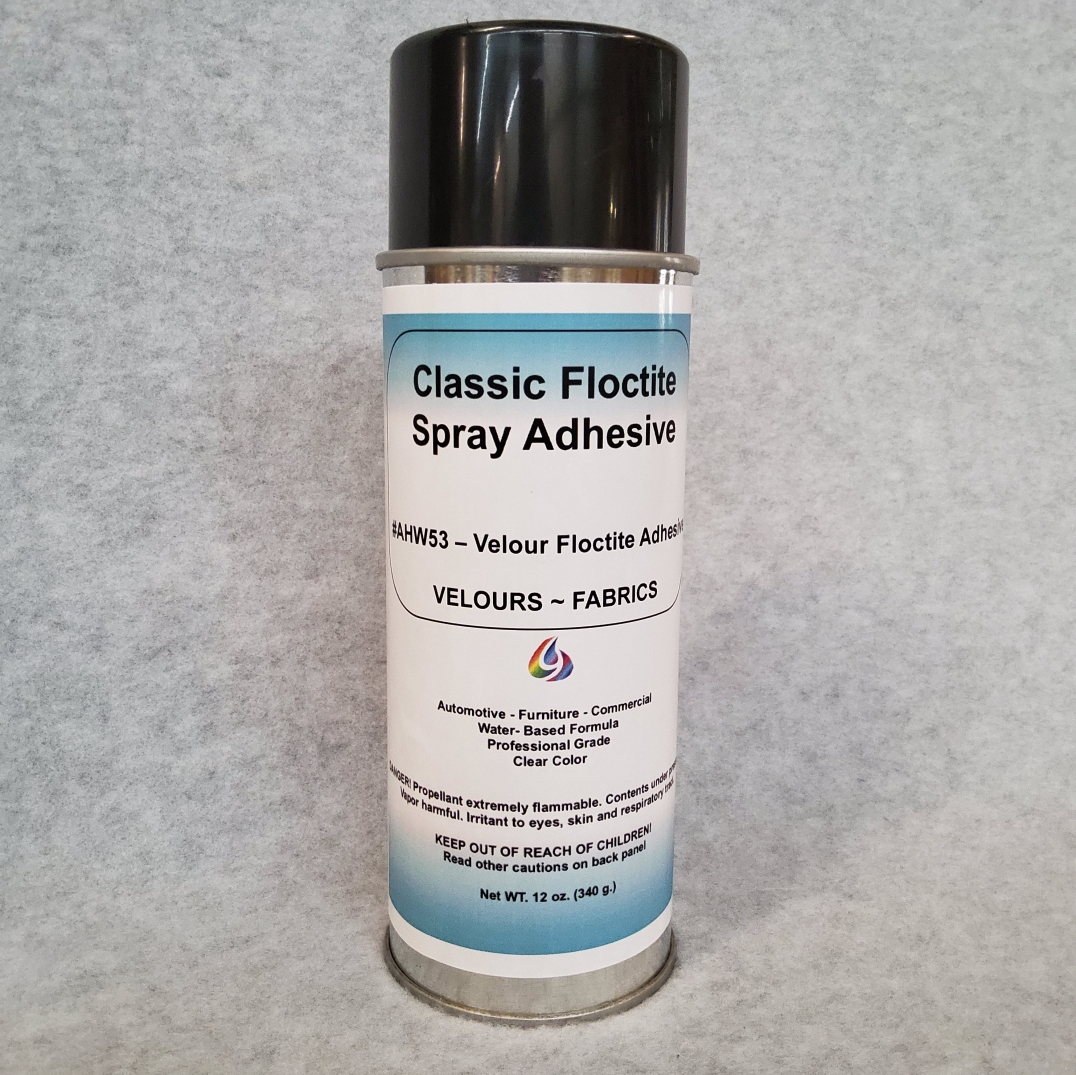 Classic Floctite
Spray Adhesive
#AHW53 – Velour Floctite Adhesive
VELOURS ~ FABRICS
Automotive - Furniture - Commercial
Water- Based Formula
Professional Grade
Clear Color
DANGER! Propellant extremely flammable. Contents under
Vapor harmful. Irritant to eyes, skin and respiratory
KEEP OUT OF REACH OF CHILDREN!
Read other cautions on back panel
Net WT. 12 oz. (340 g.)